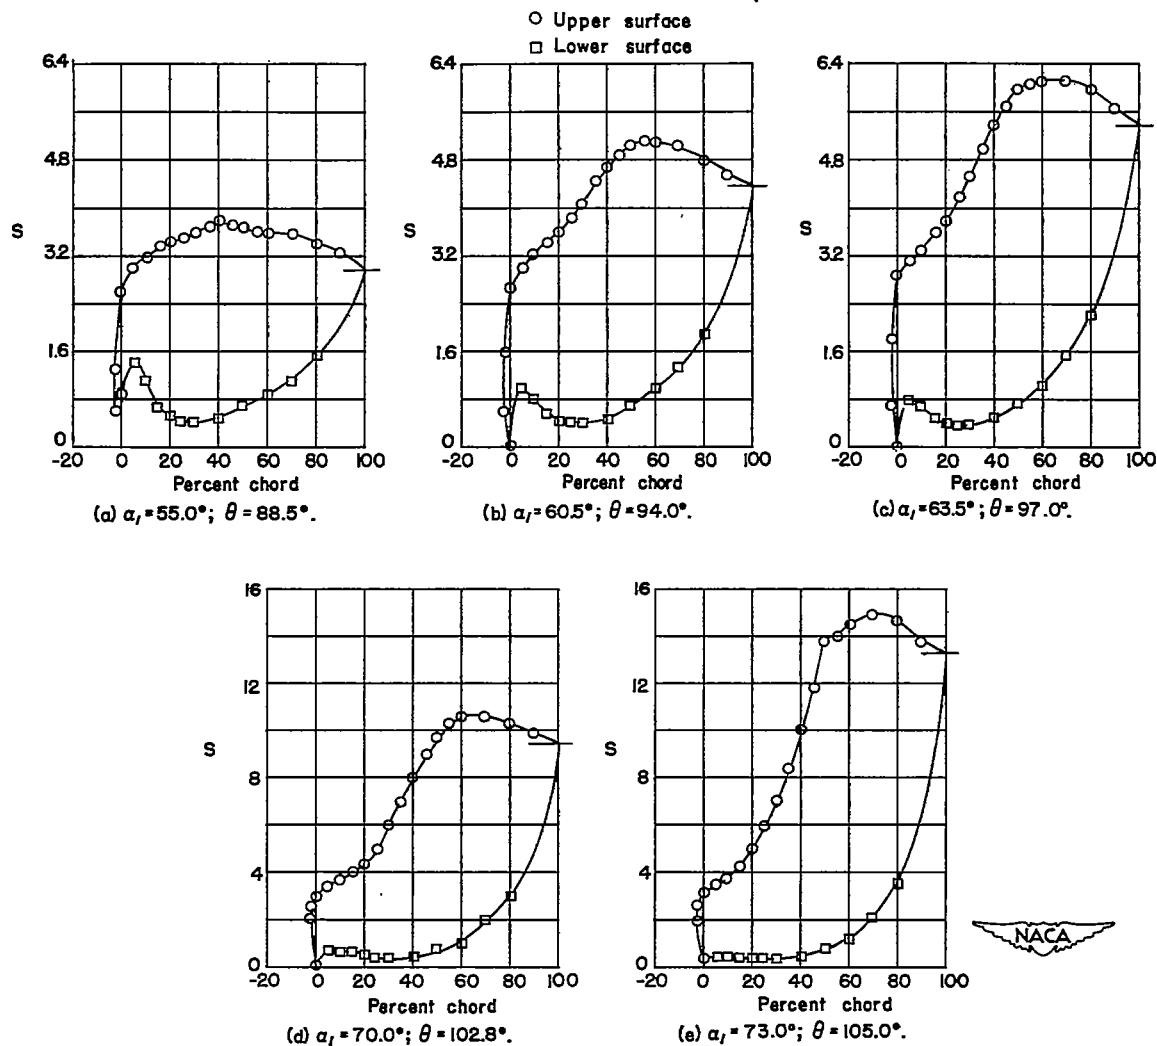 Upper surface
Lower surface
6.4
4.8
S
3.2
1.6
0
-20 0 20 40 60 80 100
Percent chord
(a) α₁ = 55.0°; θ = 88.5°.
6.4
4.8
S
3.2
1.6
0
-20 0 20 40 60 80 100
Percent chord
(b) α₁ = 60.5°; θ = 94.0°.
6.4
4.8
S
3.2
1.6
0
-20 0 20 40 60 80 100
Percent chord
(c) α₁ = 63.5°; θ = 97.0°.
16
12
S
8
4
0
-20 0 20 40 60 80 100
Percent chord
(d) α₁ = 70.0°; θ = 102.8°.
16
12
S
8
4
0
-20 0 20 40 60 80 100
Percent chord
(e) α₁ = 73.0°; θ = 105.0°.
NACA